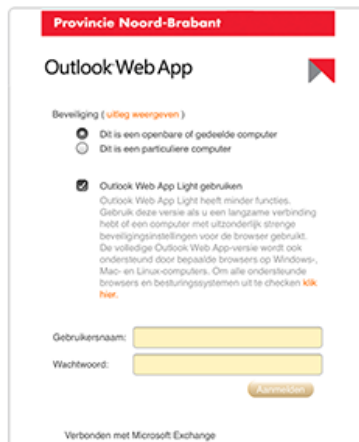 Provincie Noord-Brabant
Outlook Web App
Beveiliging ( uitleg weergeven )
Dit is een openbare of gedeelde computer
Dit is een particuliere computer
Outlook Web App Light gebruiken
Outlook Web App Light heeft minder functies.
Gebruik deze versie als u een langzame verbinding
hebt of een computer met uitzonderlijk strenge
beveiligingsinstellingen voor de browser gebruikt.
De volledige Outlook Web App-versie wordt ook
ondersteund door bepaalde browsers op Windows-,
Mac- en Linux-computers. Om alle ondersteunde
browsers en besturingssystemen uit te checken klik
hier.
Gebruikersnaam:
Wachtwoord:
Aanmelden
Verbonden met Microsoft Exchange